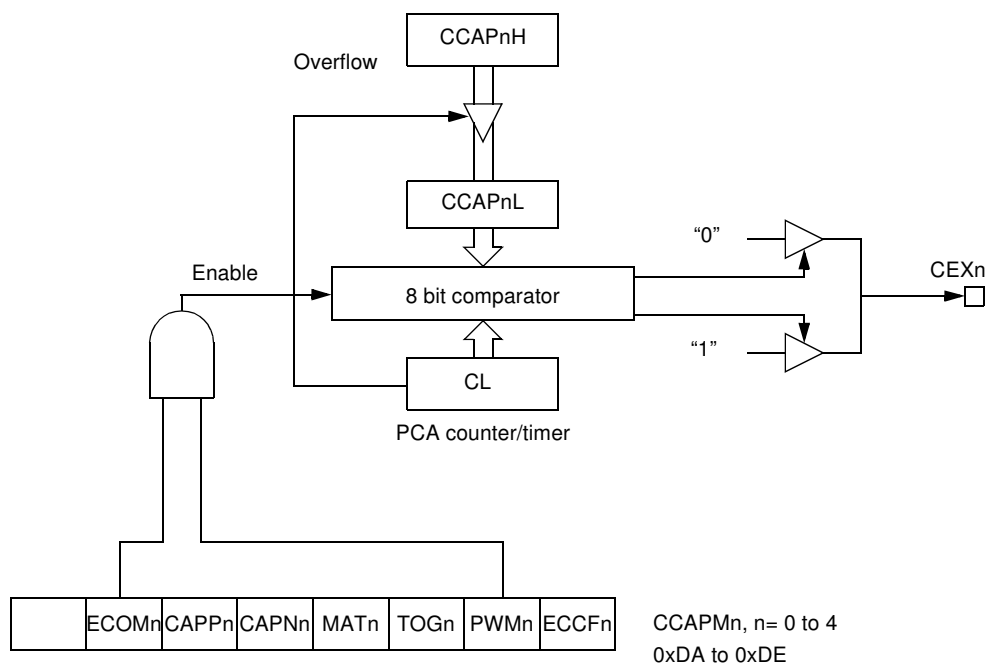 CCAPnH
Overflow
CCAPnL
“0”
Enable
CEXn
8 bit comparator
“1”
CL
PCA counter/timer
ECOMn CAPPn CAPNn MATn TOGn PWMn ECCFn
CCAPMn, n= 0 to 4
0xDA to 0xDE